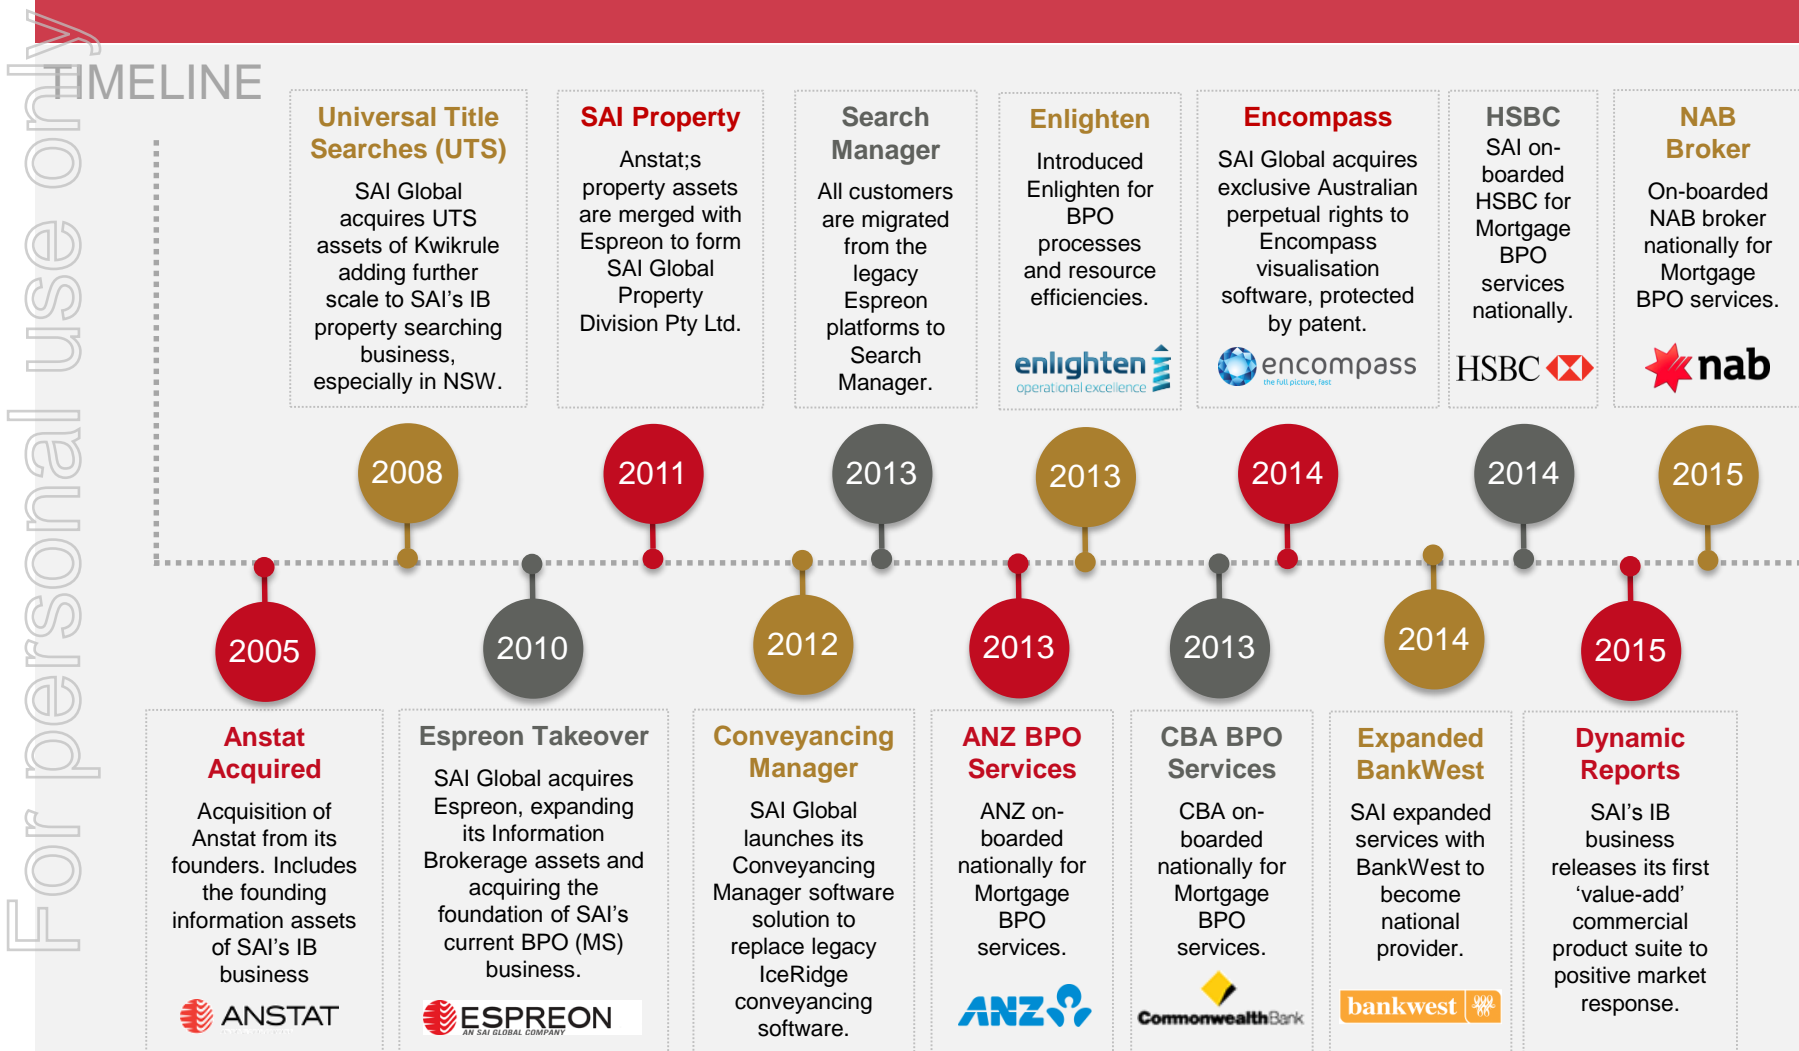 For personal use only
TIMELINE
Universal Title
Searches (UTS)
SAI Global
acquires UTS
assets of Kwikrule
adding further
scale to SAI’s IB
property searching
business,
especially in NSW.
SAI Property
Anstat;s
property assets
are merged with
Espreon to form
SAI Global
Property
Division Pty Ltd.
Search
Manager
All customers
are migrated
from the
legacy
Espreon
platforms to
Search
Manager.
Enlighten
Introduced
Enlighten for
BPO
processes
and resource
efficiencies.
enlighten
operational excellence
Encompass
SAI Global acquires
exclusive Australian
perpetual rights to
Encompass
visualisation
software, protected
by patent.
encompass
the full picture, fast
HSBC
SAI on-
boarded
HSBC for
Mortgage
BPO
services
nationally.
HSBC
NAB
Broker
On-boarded
NAB broker
nationally for
Mortgage
BPO services.
nab
2008
2011
2013
2013
2014
2014
2015
2005
2010
2012
2013
2013
2014
2015
Anstat
Acquired
Acquisition of
Anstat from its
founders. Includes
the founding
information assets
of SAI’s IB
business
ANSTAT
Espreon Takeover
SAI Global acquires
Espreon, expanding
its Information
Brokerage assets and
acquiring the
foundation of SAI’s
current BPO (MS)
business.
ESPREON
AN SAI GLOBAL COMPANY
Conveyancing
Manager
SAI Global
launches its
Conveyancing
Manager software
solution to
replace legacy
IceRidge
conveyancing
software.
ANZ BPO
Services
ANZ on-
boarded
nationally for
Mortgage
BPO
services.
ANZ
CBA BPO
Services
CBA on-
boarded
nationally for
Mortgage
BPO
services.
CommonwealthBank
Expanded
BankWest
SAI expanded
services with
BankWest to
become
national
provider.
bankwest
Dynamic
Reports
SAI’s IB
business
releases its first
‘value-add’
commercial
product suite to
positive market
response.